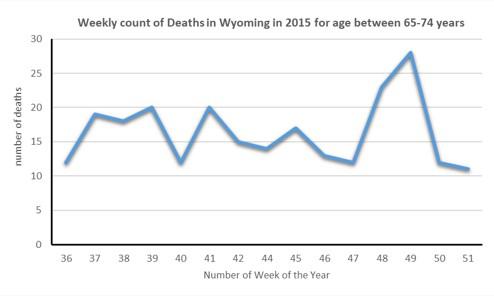 Weekly count of Deaths in Wyoming in 2015 for age between 65-74 years
30
25
20
15
10
5
0
number of deaths
36 37 38 39 40 41 42 44 45 46 47 48 49 50 51
Number of Week of the Year